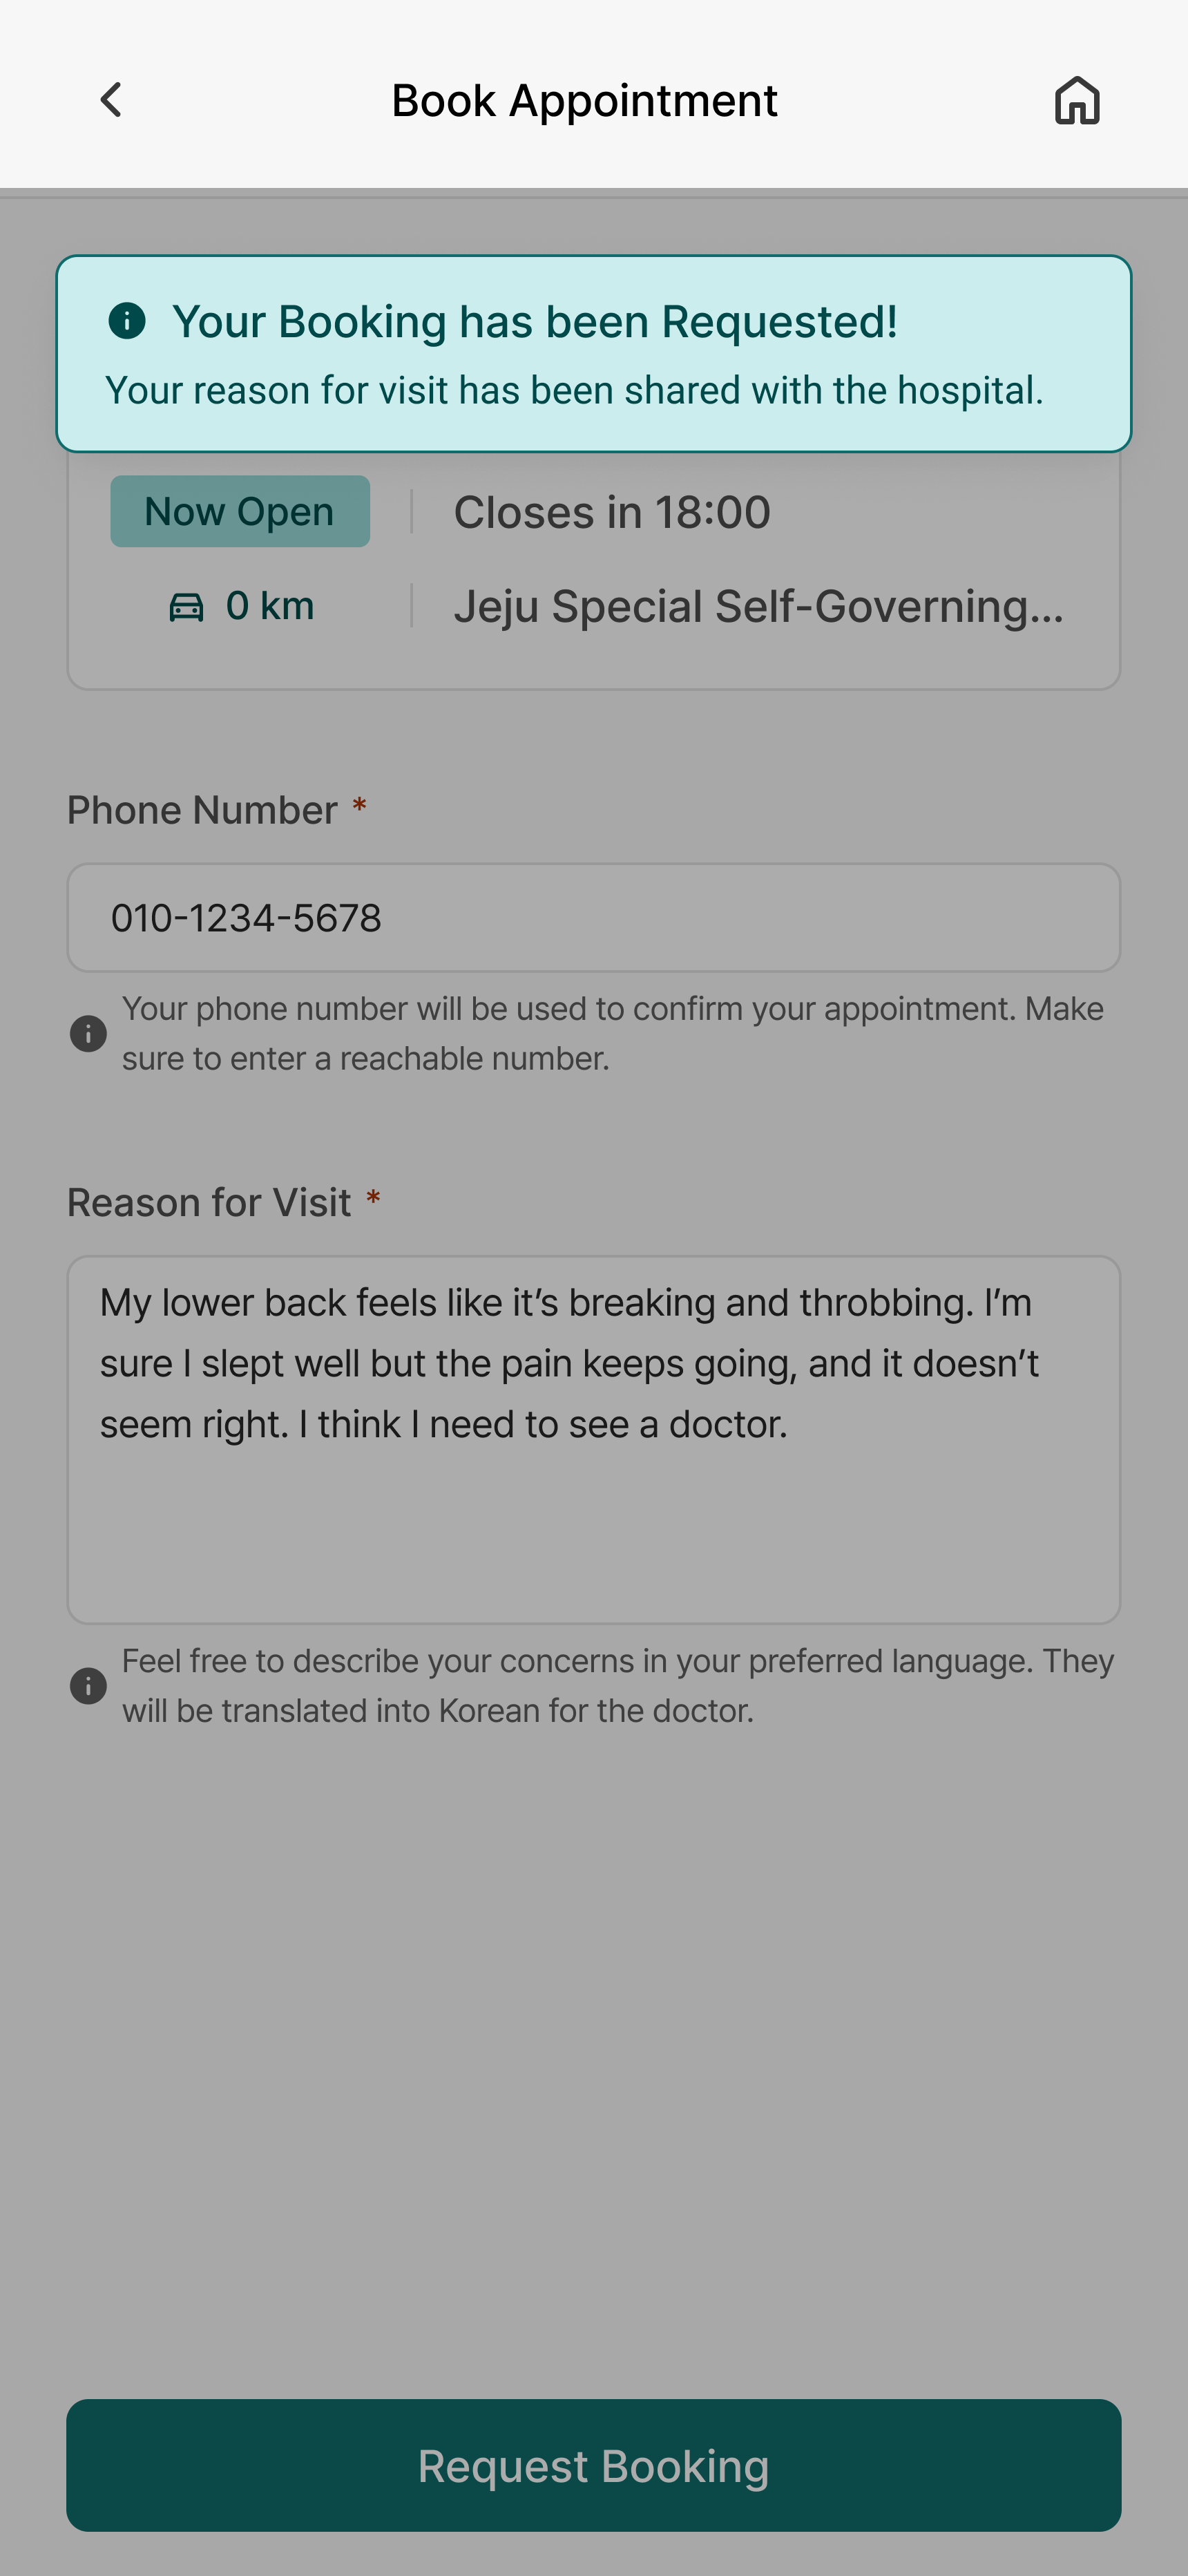 Book Appointment
Your Booking has been Requested!
Your reason for visit has been shared with the hospital.
Now Open
Closes in 18:00
0 km
Jeju Special Self-Governing...
Phone Number *
010-1234-5678
Your phone number will be used to confirm your appointment. Make
sure to enter a reachable number.
Reason for Visit *
My lower back feels like it’s breaking and throbbing. I’m
sure I slept well but the pain keeps going, and it doesn’t
seem right. I think I need to see a doctor.
Feel free to describe your concerns in your preferred language. They
will be translated into Korean for the doctor.
Request Booking